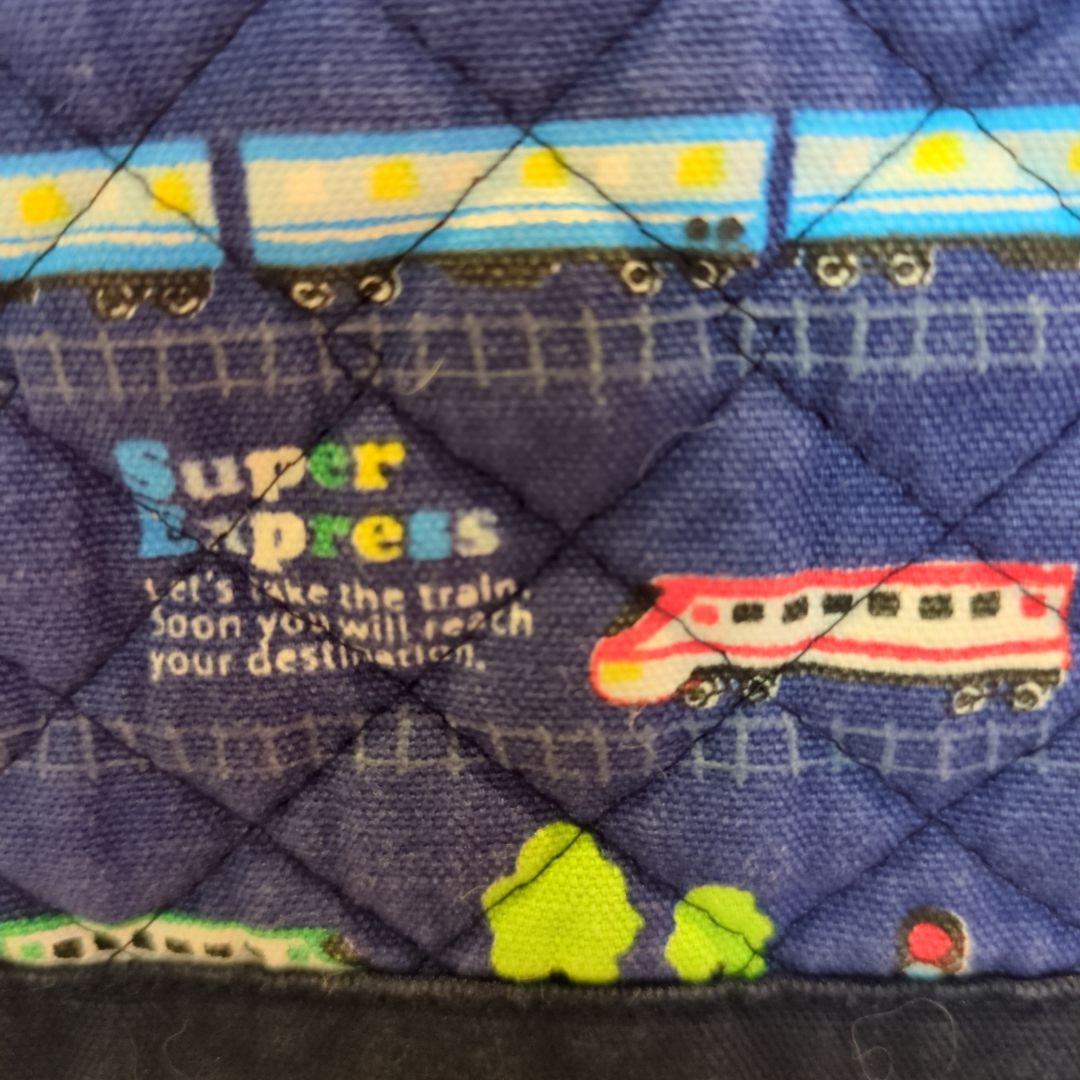 Super
Express
Let's take the train.
Soon you will reach
your destination.